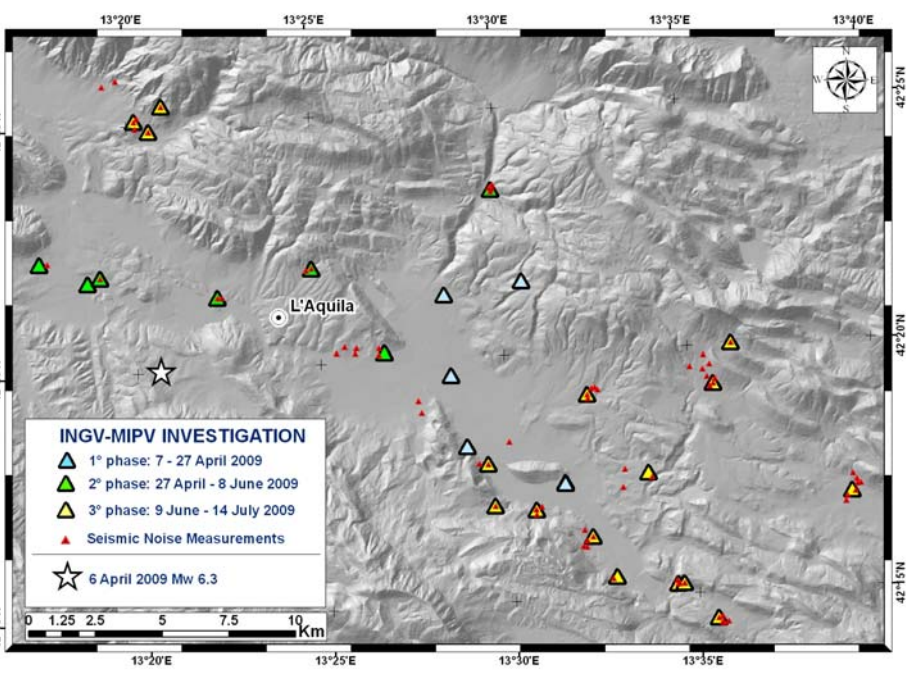 13°20'E 13°25'E 13°30'E 13°35'E 13°40'E
N
W E
S
42°25'N
L'Aquila
42°20'N
INGV-MIPV INVESTIGATION
1° phase: 7 - 27 April 2009
2° phase: 27 April - 8 June 2009
3° phase: 9 June - 14 July 2009
Seismic Noise Measurements
6 April 2009 Mw 6.3
42°15'N
0 1.25 2.5 5 7.5 10
Km
13°20'E 13°25'E 13°30'E 13°35'E